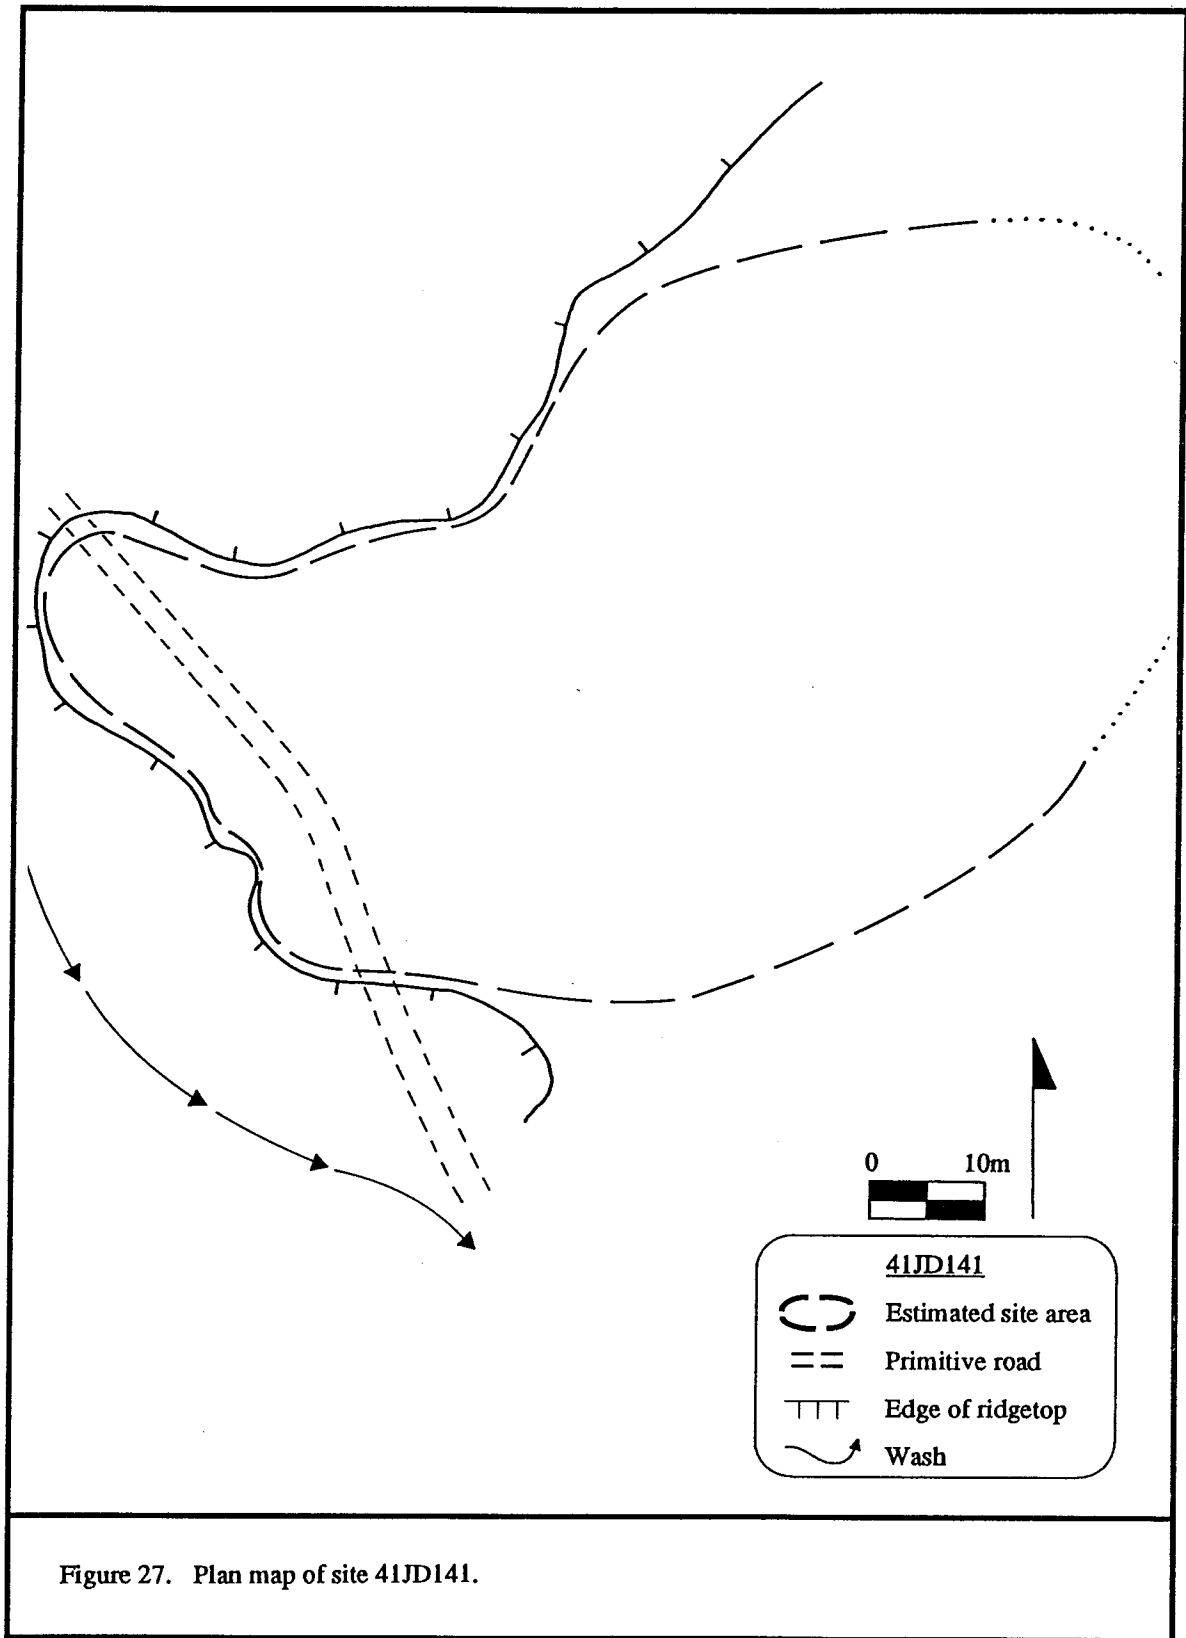 0 10m
41JD141
Estimated site area
Primitive road
Edge of ridgetop
Wash
Figure 27. Plan map of site 41JD141.